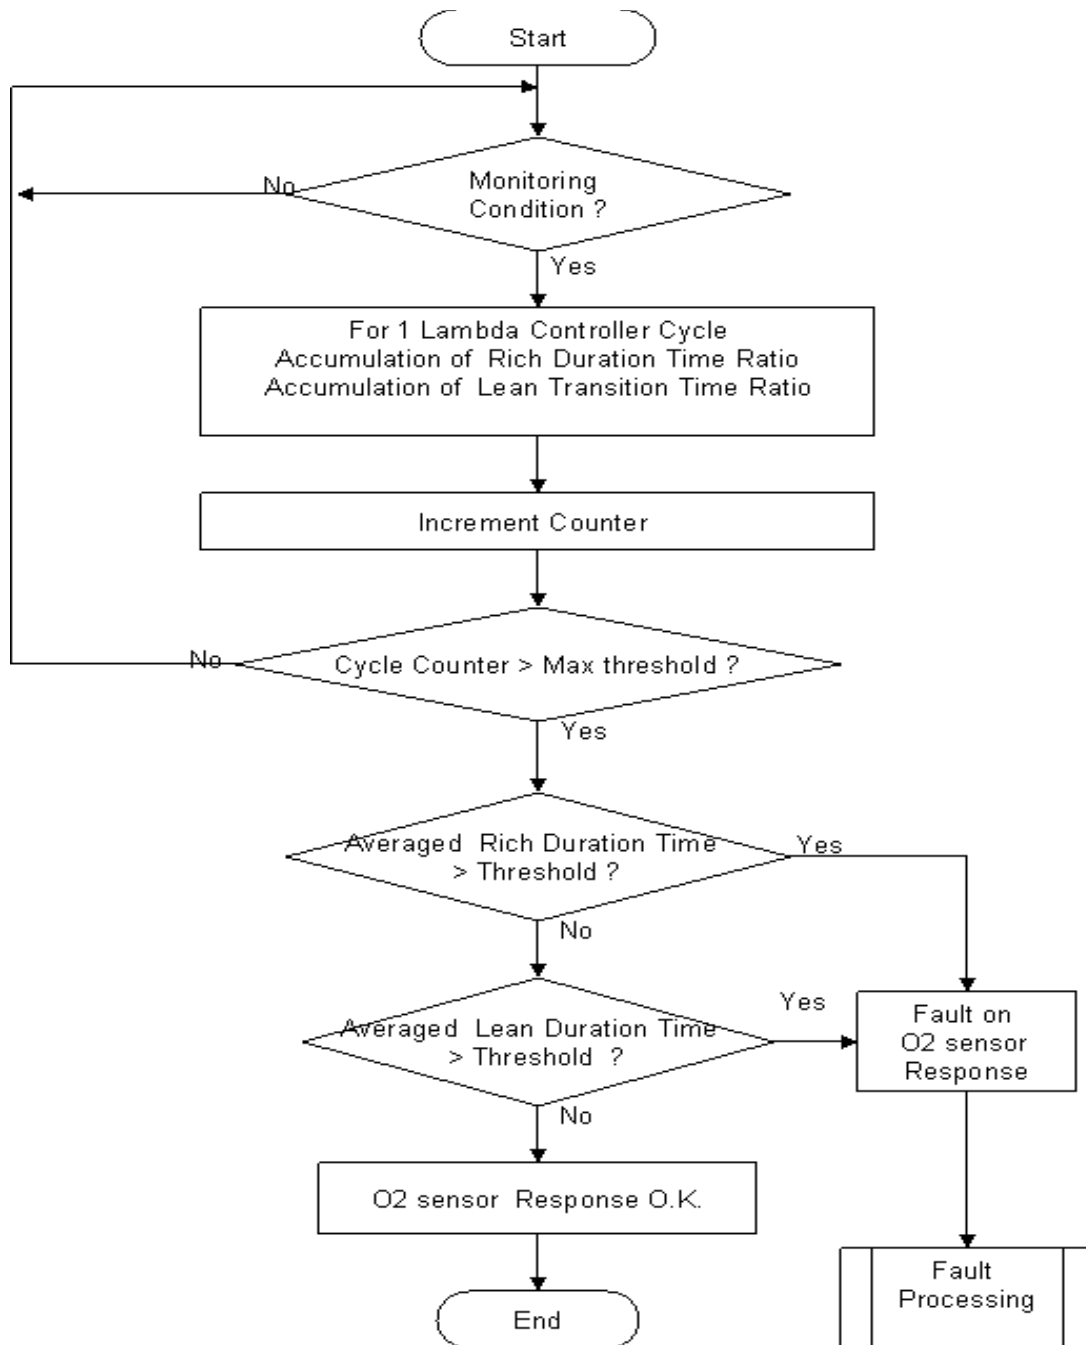 Start
No
Monitoring
Condition ?
Yes
For 1 Lambda Controller Cycle
Accumulation of Rich Duration Time Ratio
Accumulation of Lean Transition Time Ratio
Increment Counter
No
Cycle Counter > Max threshold ?
Yes
Averaged Rich Duration Time
> Threshold ?
Yes
No
Averaged Lean Duration Time
> Threshold ?
Yes
Fault on
O2 sensor
Response
No
O2 sensor Response O.K.
Fault
Processing
End